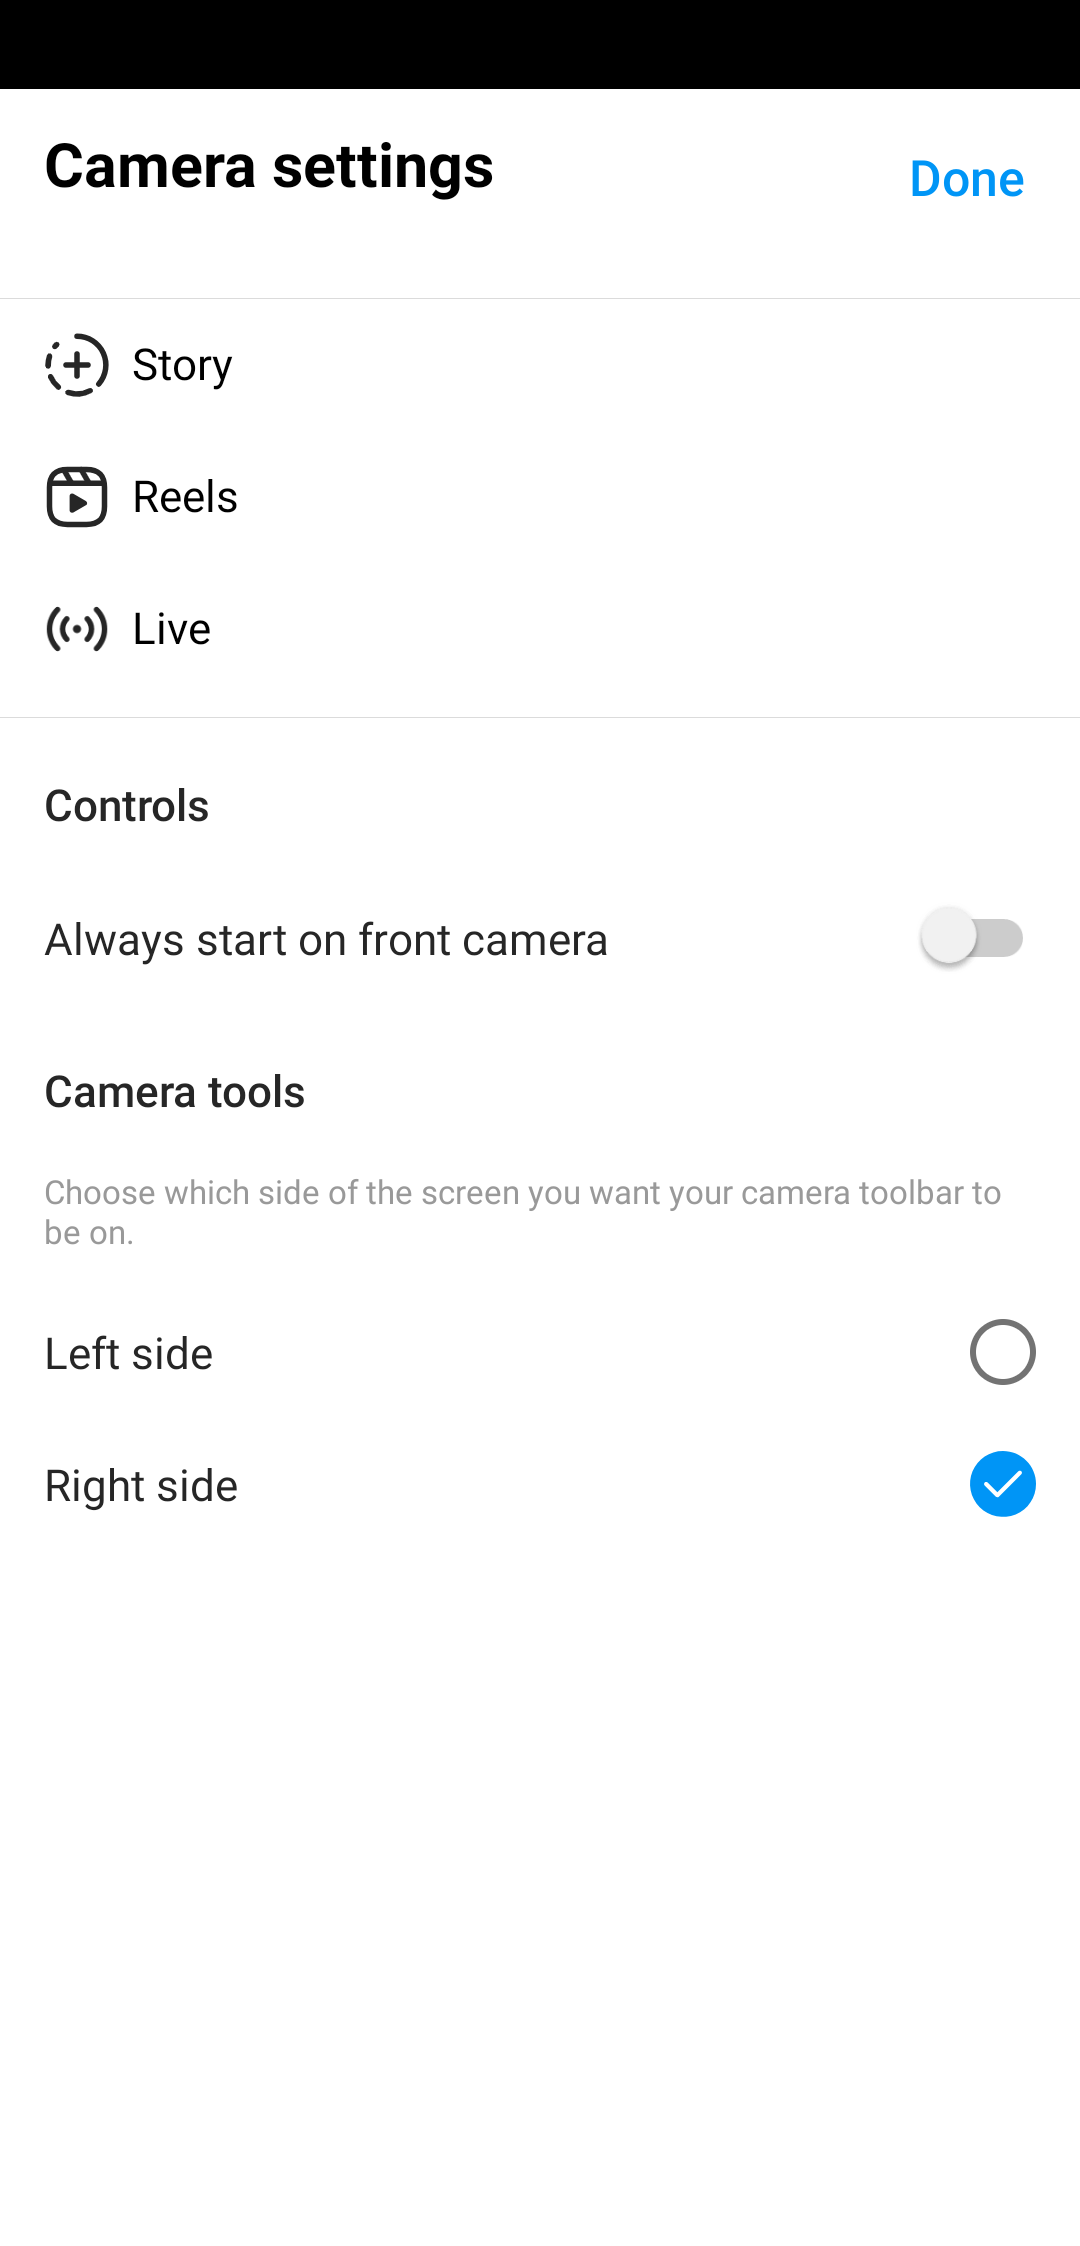 Camera settings
Done
Story
Reels
Live
Controls
Always start on front camera
Camera tools
Choose which side of the screen you want your camera toolbar to
be on.
Left side
Right side